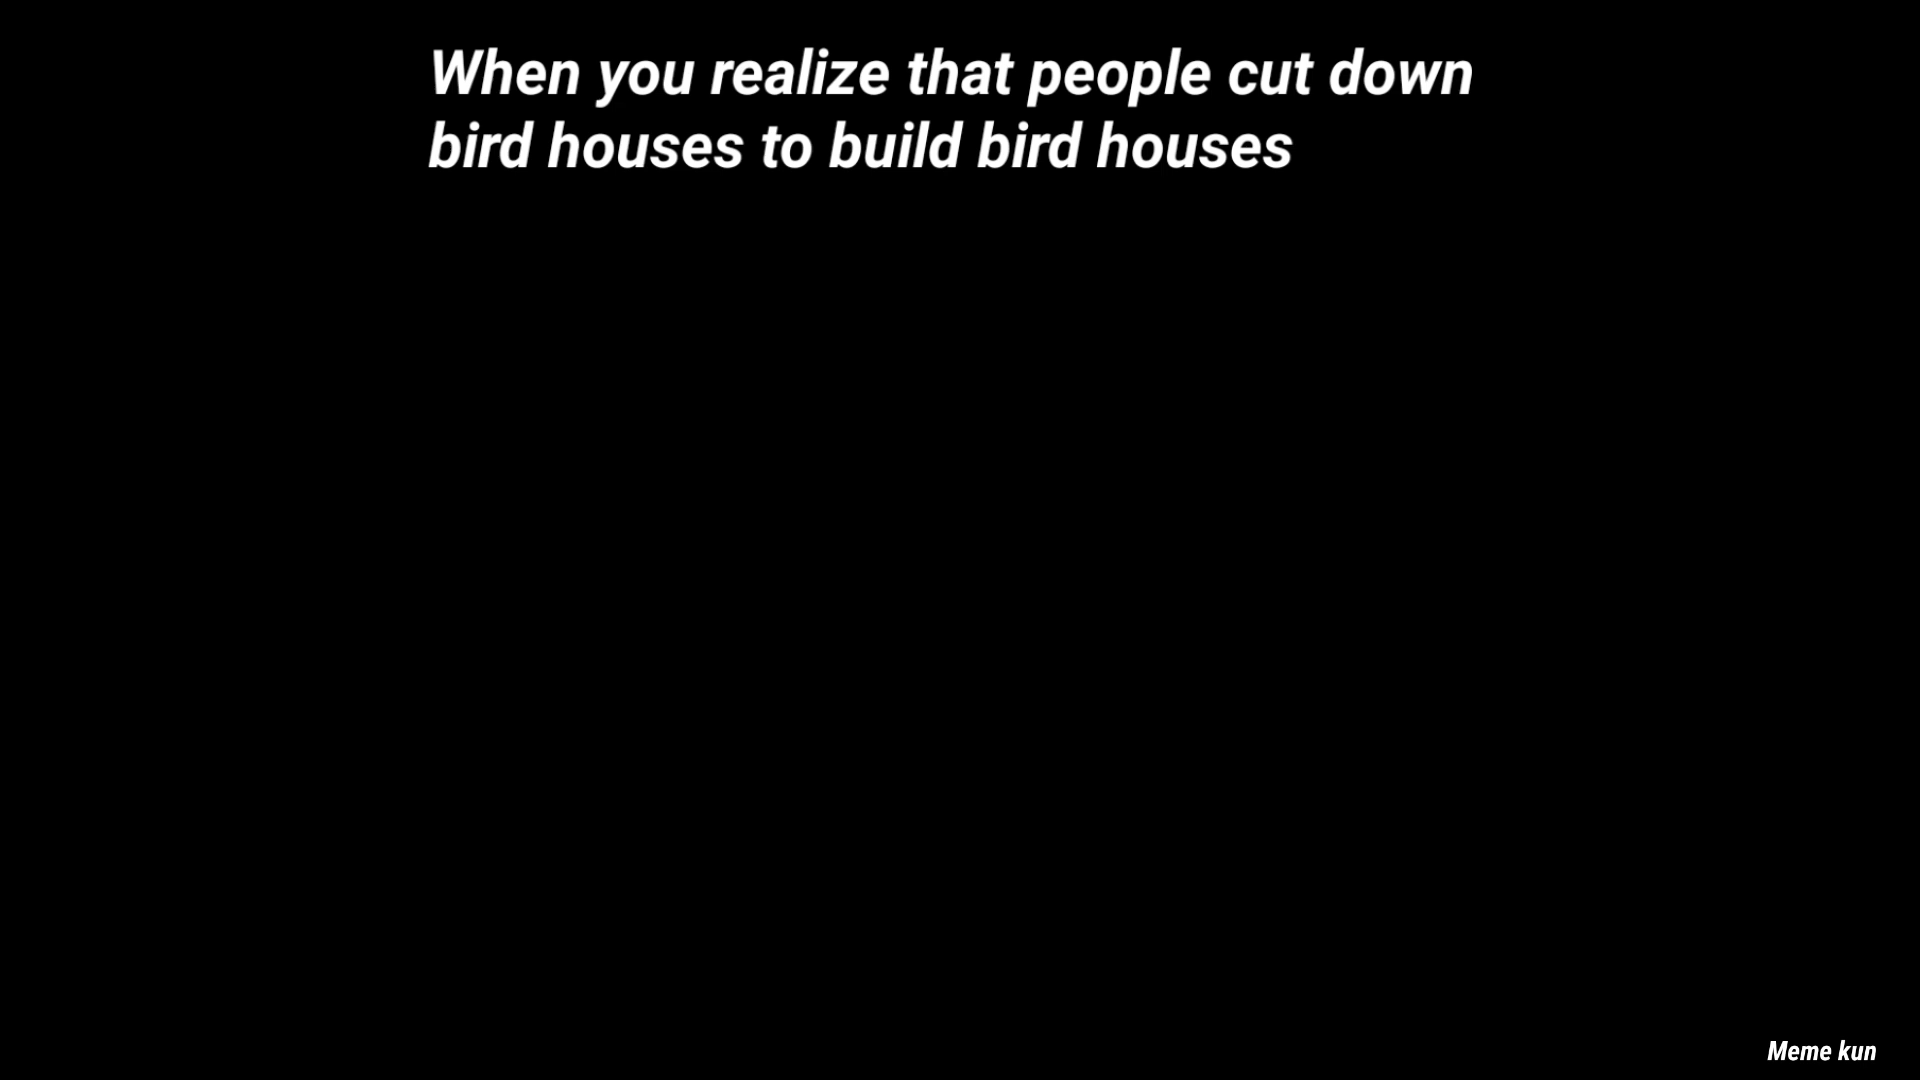 When you realize that people cut down
bird houses to build bird houses
Meme kun